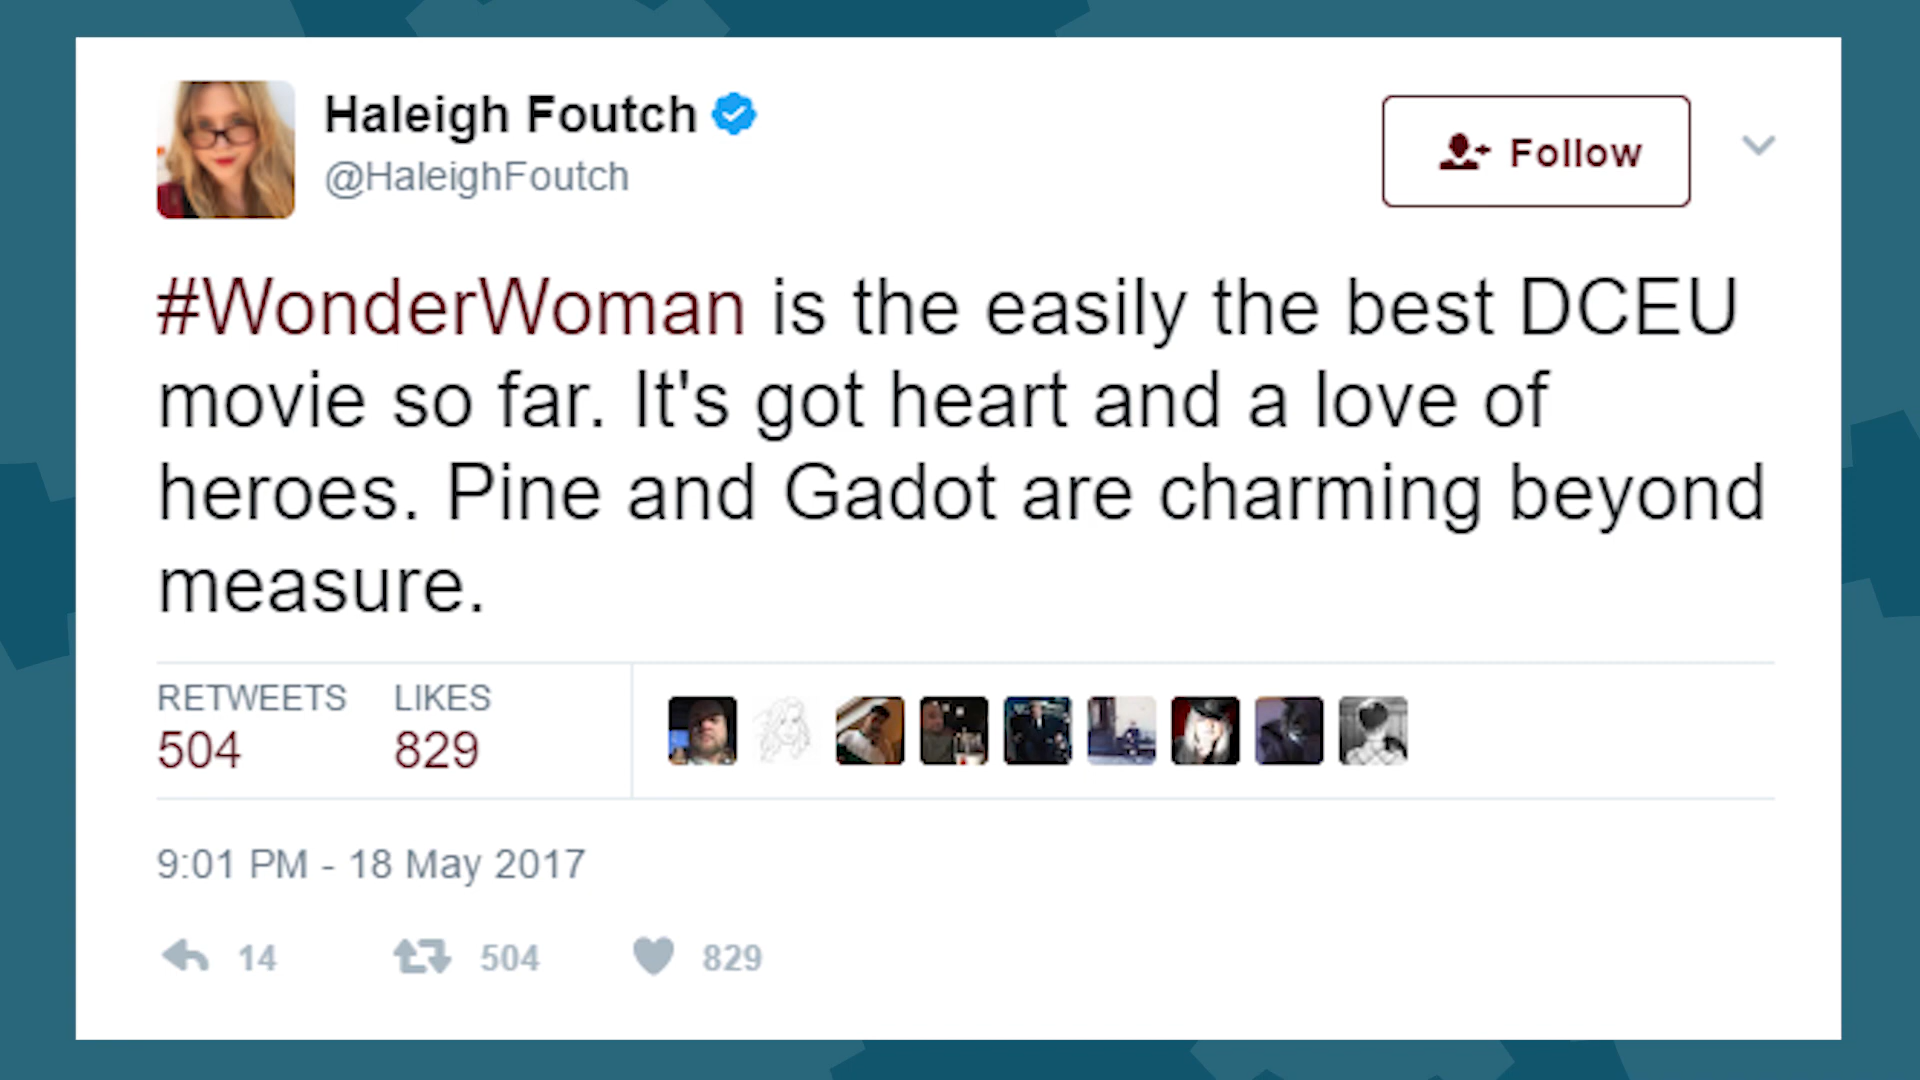 Haleigh Foutch
@HaleighFoutch
Follow
#WonderWoman is the easily the best DCEU
movie so far. It's got heart and a love of
heroes. Pine and Gadot are charming beyond
measure.
RETWEETS LIKES
504 829
9:01 PM - 18 May 2017
14 504 829